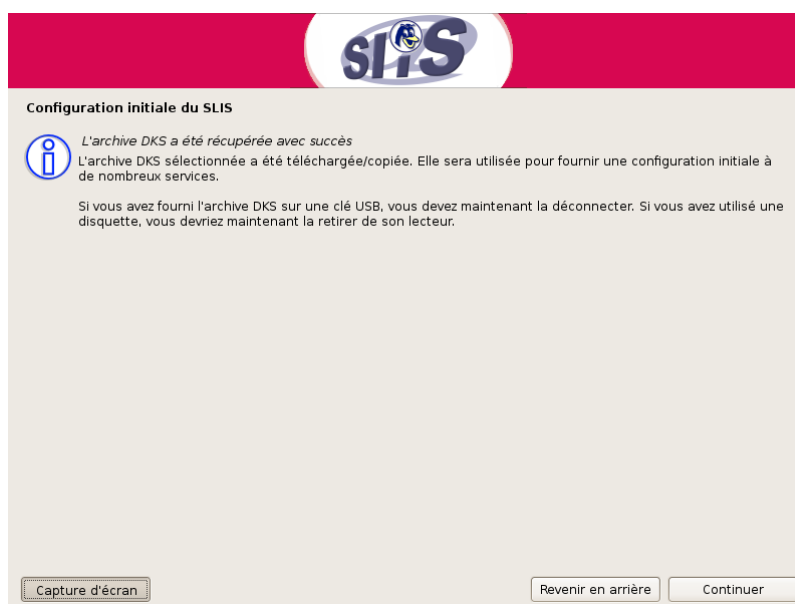 SLIS
Configuration initiale du SLIS
L'archive DKS a été récupérée avec succès
L'archive DKS sélectionnée a été téléchargée/copiée. Elle sera utilisée pour fournir une configuration initiale à
de nombreux services.
Si vous avez fourni l'archive DKS sur une clé USB, vous devez maintenant la déconnecter. Si vous avez utilisé une
disquette, vous devriez maintenant la retirer de son lecteur.
Capture d'écran
Revenir en arrière
Continuer